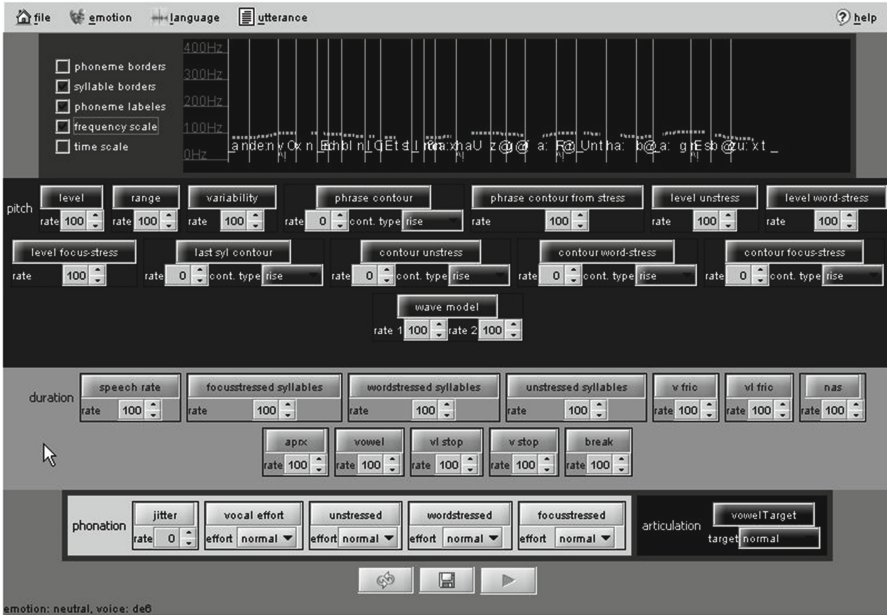 file emotion language utterance help
phoneme borders
syllable borders
phoneme labeles
frequency scale
time scale
400Hz
300Hz
200Hz
100Hz
0Hz
pitch
level range variability phrase contour phrase contour from stress level unstress level word-stress
rate 100 rate 100 rate 100 rate 0 cont. type rise rate 100 rate 100 rate 100
level focus-stress last syl contour contour unstress contour word-stress contour focus-stress
rate 100 rate 0 cont. type rise rate 0 cont. type rise rate 0 cont. type rise rate 0 cont. type rise
wave model
rate 1 100 rate 2 100
duration
speech rate focusstressed syllables wordstressed syllables unstressed syllables v fric vl fric nas
rate 100 rate 100 rate 100 rate 100 rate 100 rate 100 rate 100
aprx vowel vl stop v stop break
rate 100 rate 100 rate 100 rate 100 rate 100
phonation
jitter vocal effort unstressed wordstressed focusstressed
rate 0 effort normal effort normal effort normal effort normal
articulation
vowelTarget
target normal
emotion: neutral, voice: de6